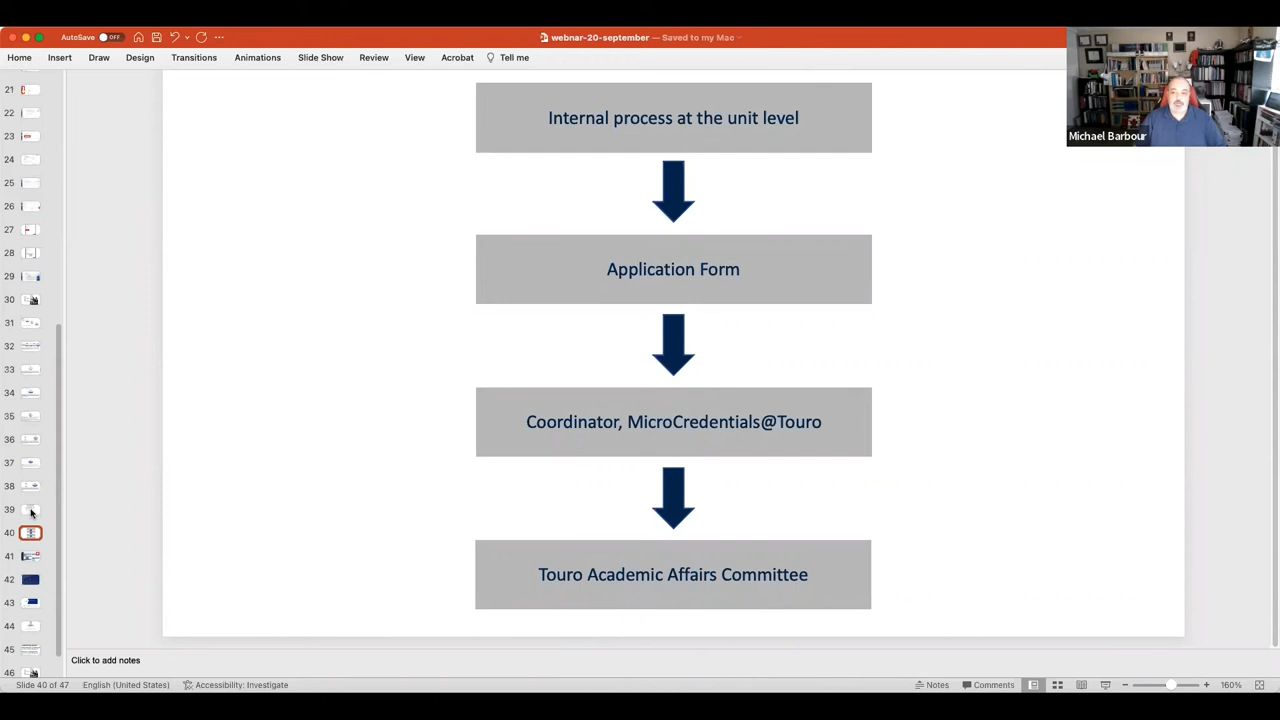 AutoSave OFF
webnar-20-september — Saved to my Mac
Home Insert Draw Design Transitions Animations Slide Show Review View Acrobat Tell me
Michael Barbour
21
22
23
24
25
26
27
28
29
30
31
32
33
34
35
36
37
38
39
40
41
42
43
44
45
46
Internal process at the unit level
Application Form
Coordinator, MicroCredentials@Touro
Touro Academic Affairs Committee
Click to add notes
Slide 40 of 47 English (United States) Accessibility: Investigate Notes Comments 160%